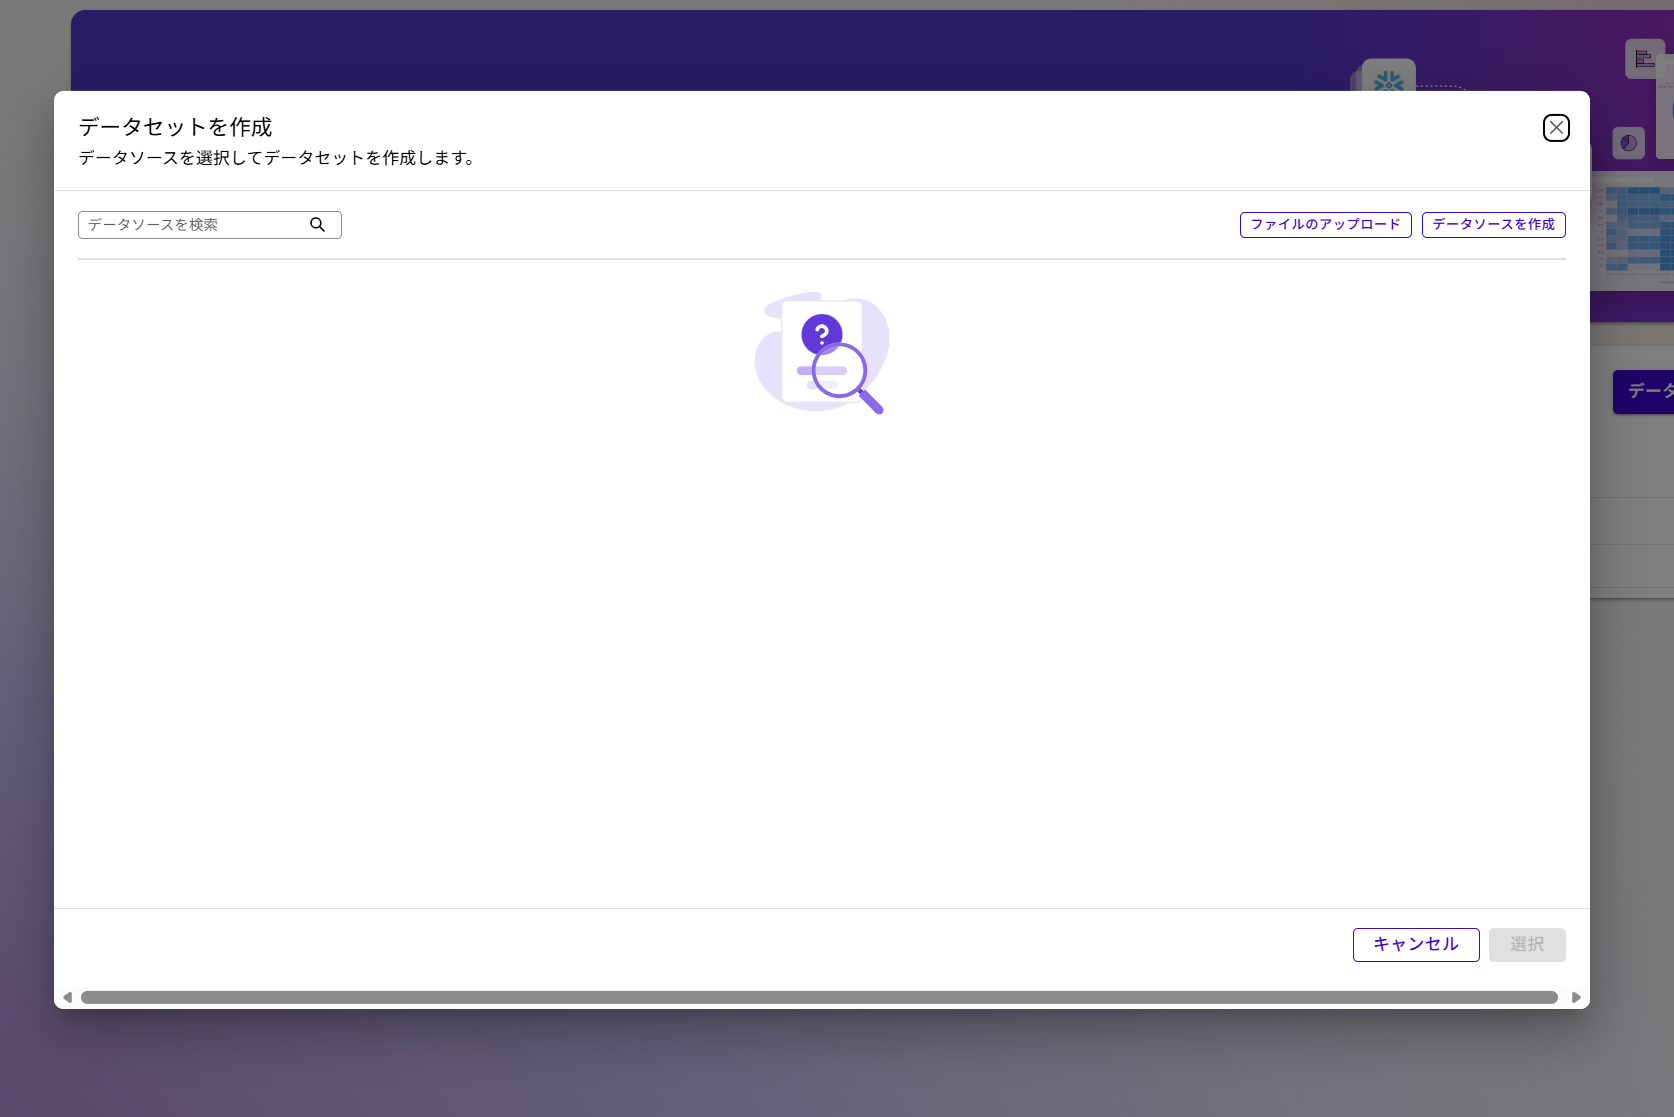 データセットを作成
データソースを選択してデータセットを作成します。
データソースを検索
ファイルのアップロード
データソースを作成
?
データ
キャンセル
選択